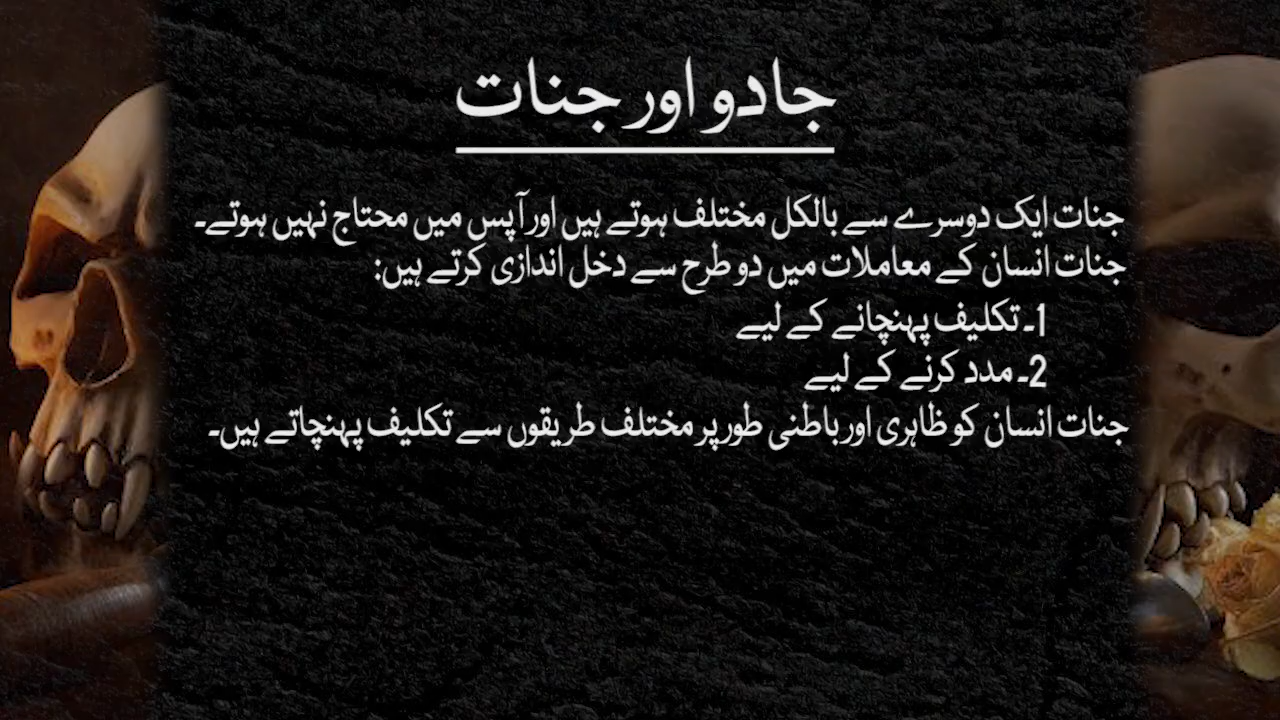 جادو اور جنات
جنات ایک دوسرے سے بالکل مختلف ہوتے ہیں اور آپس میں محتاج نہیں ہوتے۔
جنات انسان کے معاملات میں دو طرح سے دخل اندازی کرتے ہیں:
1۔ تکلیف پہنچانے کے لیے
2۔ مدد کرنے کے لیے
جنات انسان کو ظاہری اور باطنی طور پر مختلف طریقوں سے تکلیف پہنچاتے ہیں۔